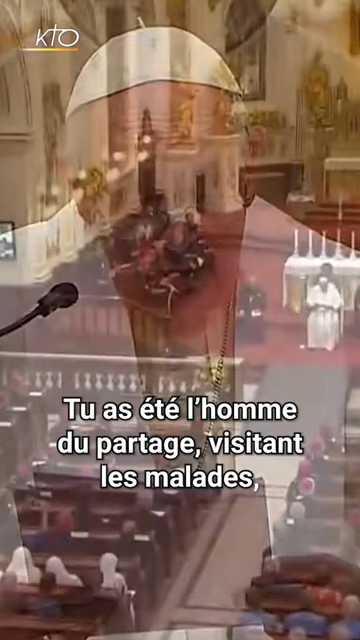 KTO
Tu as été l'homme
du partage, visitant
les malades,